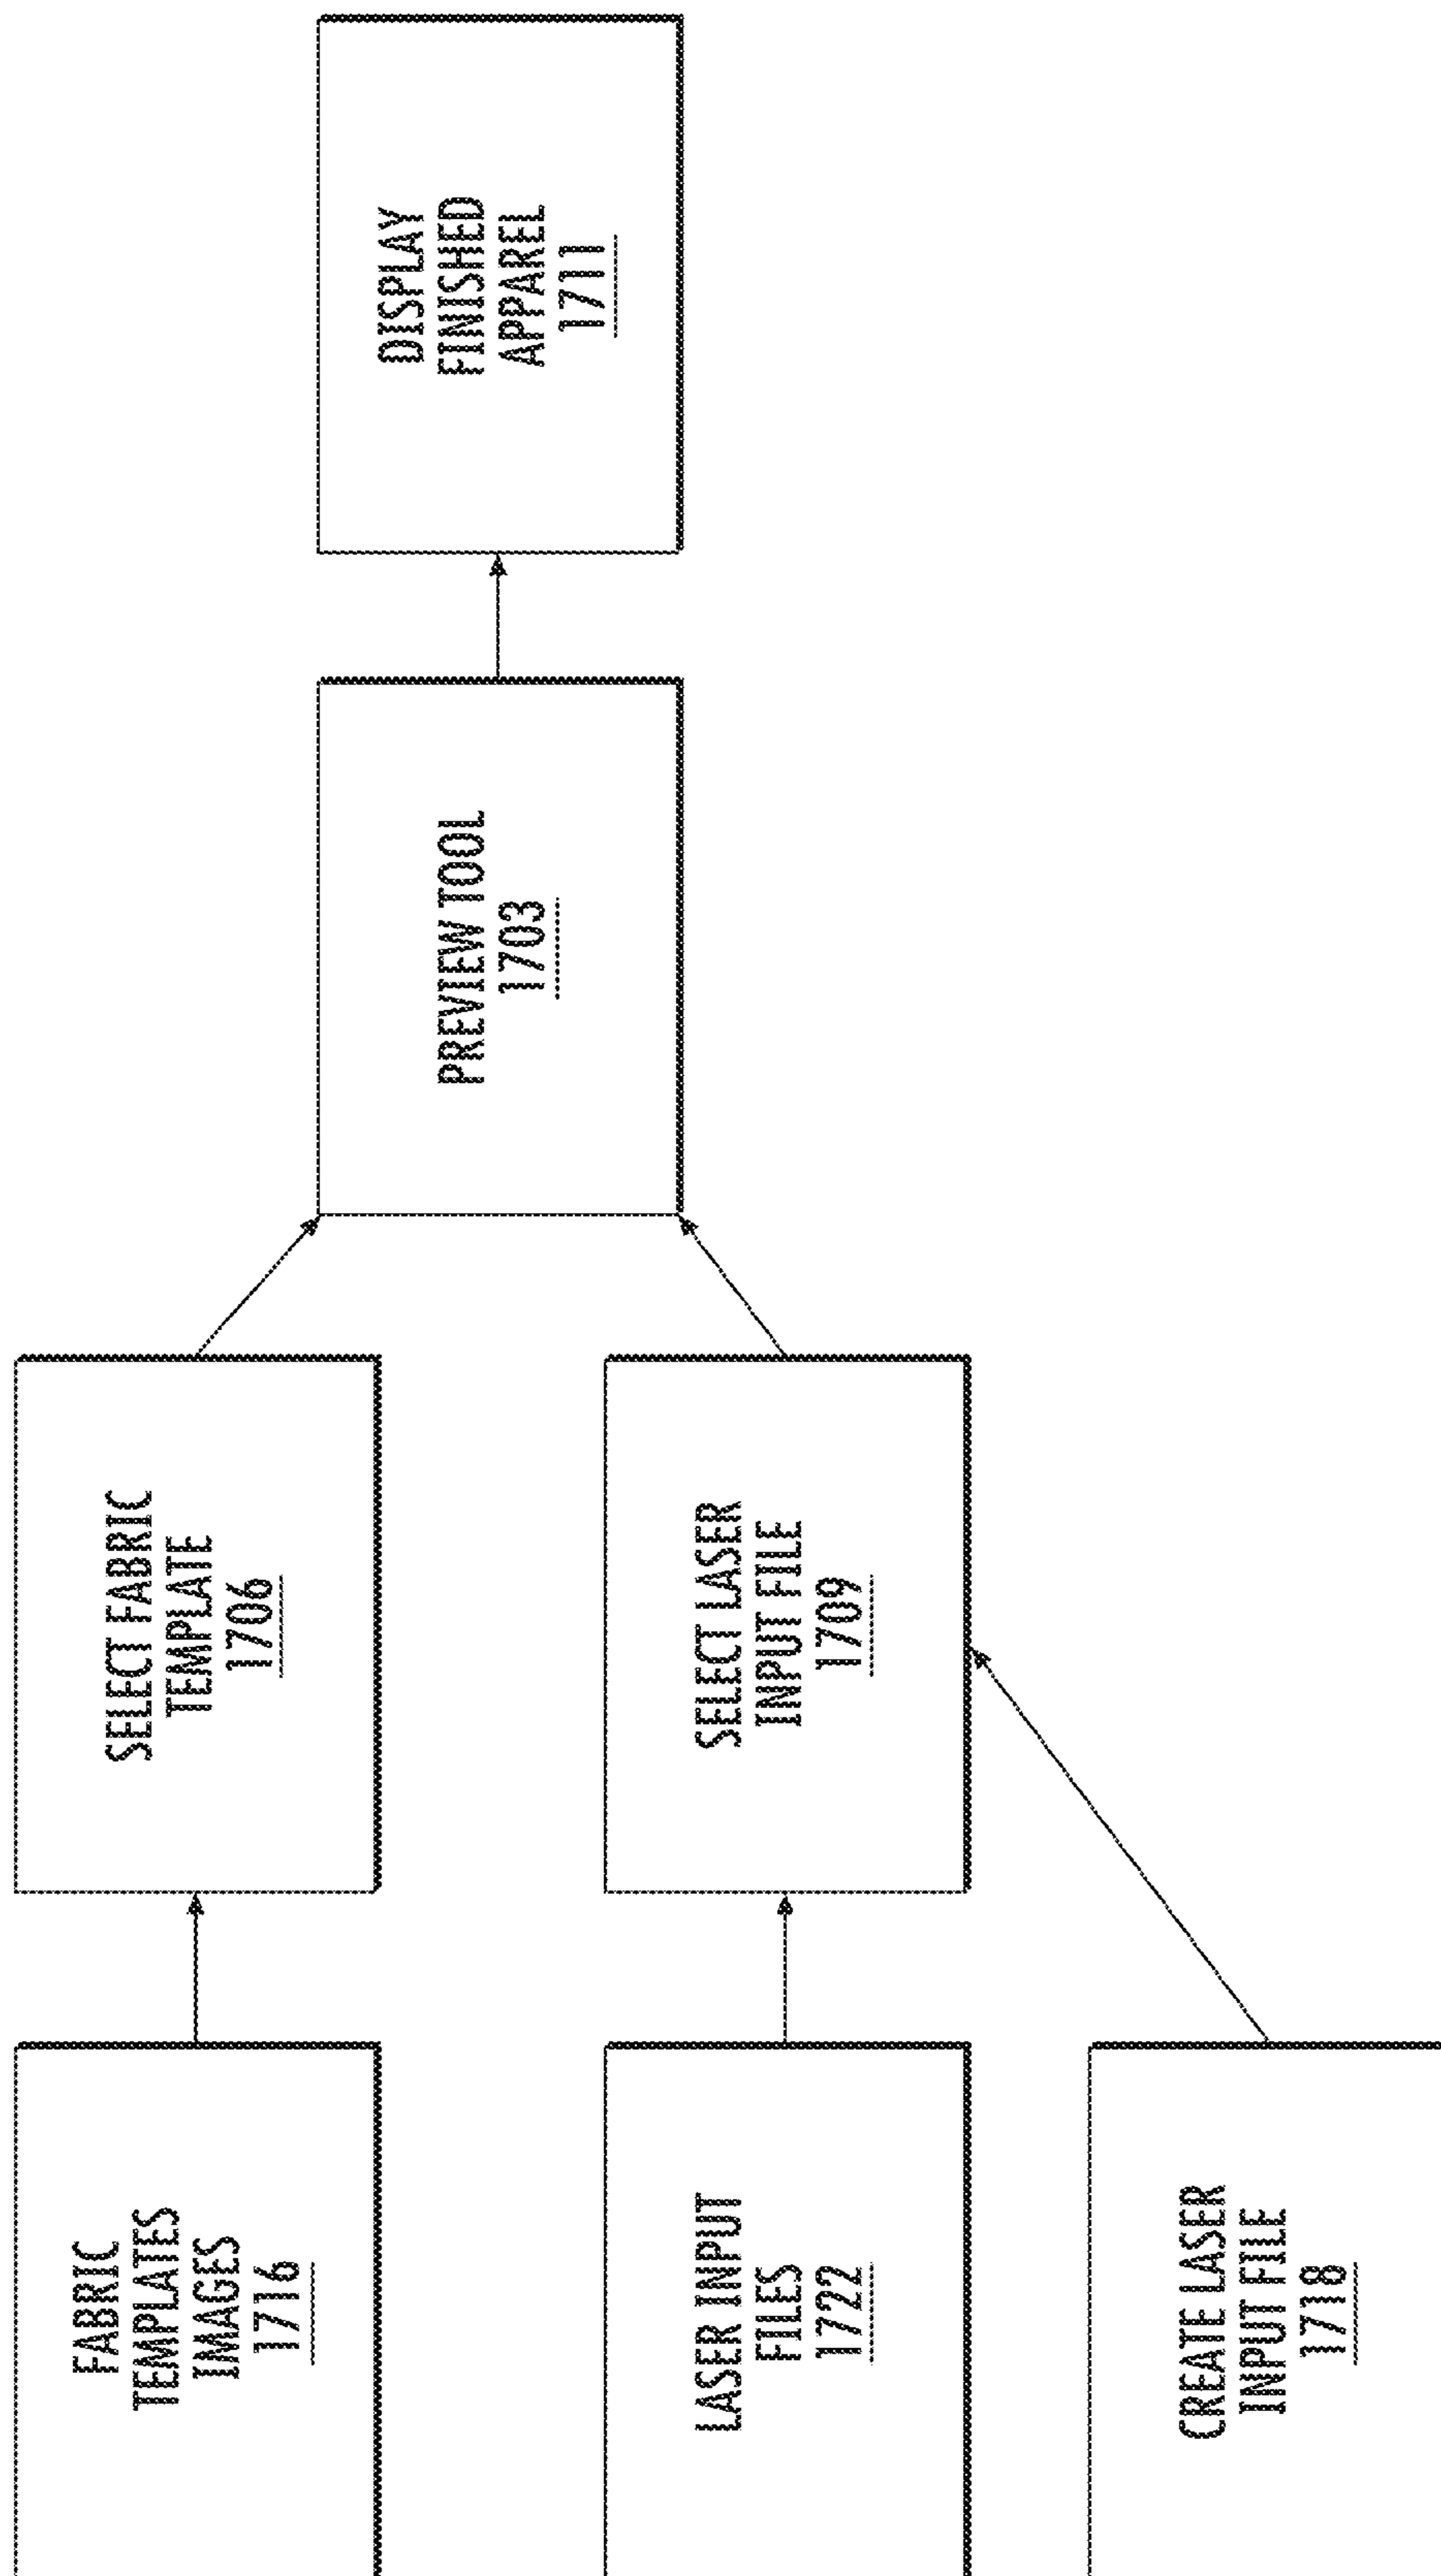 FABRIC
TEMPLATES
IMAGES
1716
SELECT FABRIC
TEMPLATE
1706
LASER INPUT
FILES
1722
SELECT LASER
INPUT FILE
1709
CREATE LASER
INPUT FILE
1718
PREVIEW TOOL
1703
DISPLAY
FINISHED
APPAREL
1711